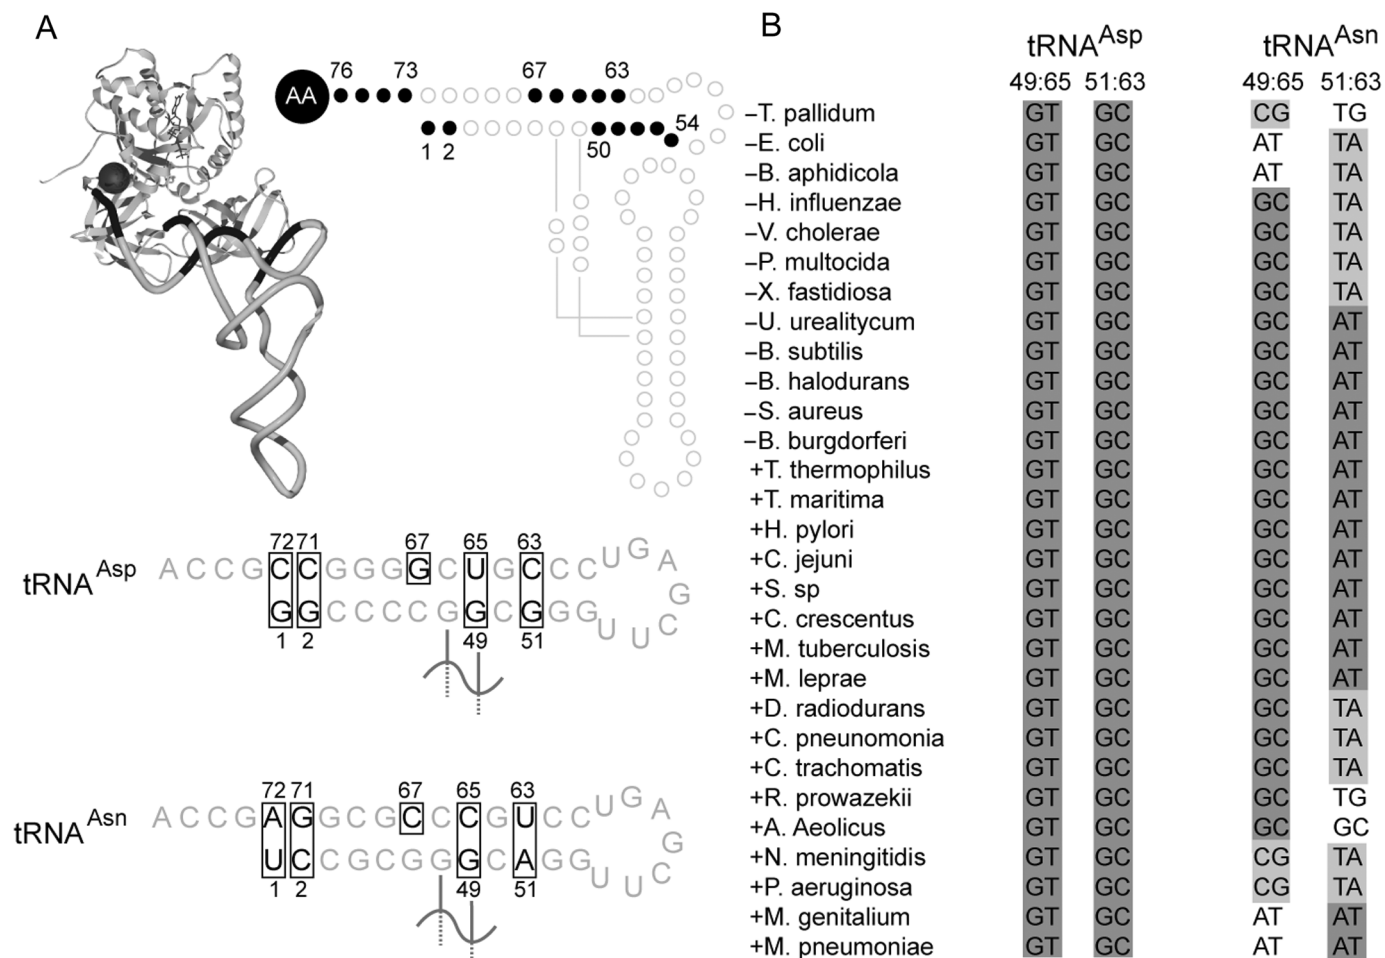 A
AA
76 73 67 63
54
1 2 50
tRNA Asp
72 71 67 65 63
A C C G C C G G G G C U G C C C U G A G C U U
G G C C C C G G C G G G
1 2 49 51
tRNA Asn
72 71 67 65 63
A C C G A G G C G C C C G U C C U G A G C U U
U C C G C G G G C A G G
1 2 49 51
B
tRNA Asp tRNA Asn
49:65 51:63 49:65 51:63
–T. pallidum GT GC CG TG
–E. coli GT GC AT TA
–B. aphidicola GT GC AT TA
–H. influenzae GT GC GC TA
–V. cholerae GT GC GC TA
–P. multocida GT GC GC TA
–X. fastidiosa GT GC GC TA
–U. urealitycum GT GC GC AT
–B. subtilis GT GC GC AT
–B. halodurans GT GC GC AT
–S. aureus GT GC GC AT
–B. burgdorferi GT GC GC AT
+T. thermophilus GT GC GC AT
+T. maritima GT GC GC AT
+H. pylori GT GC GC AT
+C. jejuni GT GC GC AT
+S. sp GT GC GC AT
+C. crescentus GT GC GC AT
+M. tuberculosis GT GC GC AT
+M. leprae GT GC GC AT
+D. radiodurans GT GC GC TA
+C. pneunomonia GT GC GC TA
+C. trachomatis GT GC GC TA
+R. prowazekii GT GC GC TG
+A. Aeolicus GT GC GC GC
+N. meningitidis GT GC CG TA
+P. aeruginosa GT GC CG TA
+M. genitalium GT GC AT AT
+M. pneumoniae GT GC AT AT